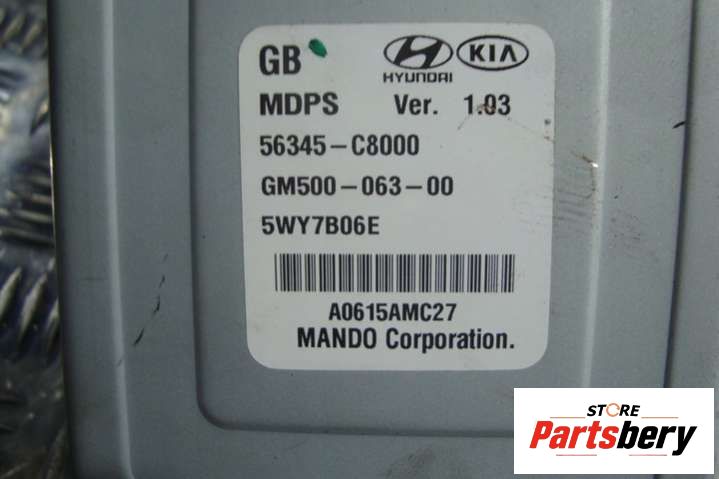 GB HYUNDAI KIA
MDPS Ver. 1.03
56345-C8000
GM500-063-00
5WY7B06E
A0615AMC27
MANDO Corporation.
STORE
Partsbery